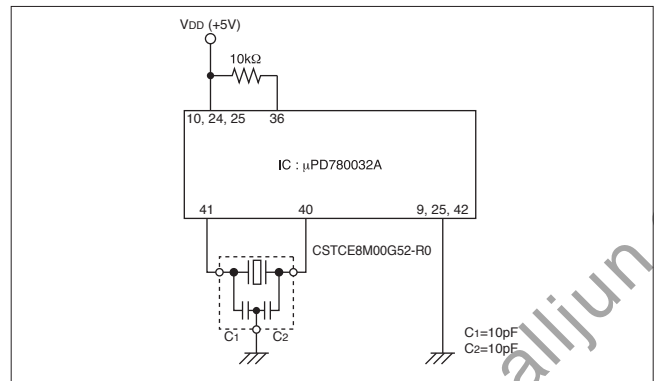 VDD (+5V)
10kΩ
10, 24, 25 36
IC : μPD780032A
41 40 9, 25, 42
CSTCE8M00G52-R0
C1 C2
C1=10pF
C2=10pF
alljun